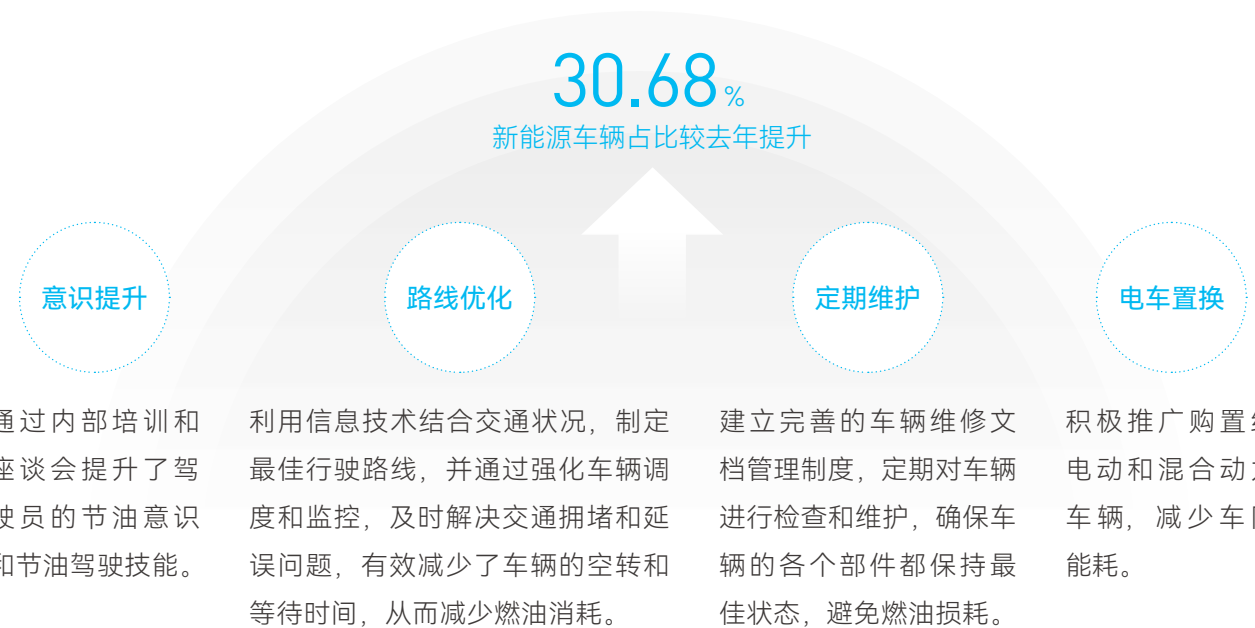 30.68%
新能源车辆占比较去年提升
意识提升
通过内部培训和
座谈会提升了驾
驶员的节油意识
和节油驾驶技能。
路线优化
利用信息技术结合交通状况，制定
最佳行驶路线，并通过强化车辆调
度和监控，及时解决交通拥堵和延
误问题，有效减少了车辆的空转和
等待时间，从而减少燃油消耗。
定期维护
建立完善的车辆维修文
档管理制度，定期对车辆
进行检查和维护，确保车
辆的各个部件都保持最
佳状态，避免燃油损耗。
电车置换
积极推广购置
电动和混合动
车辆，减少车
能耗。